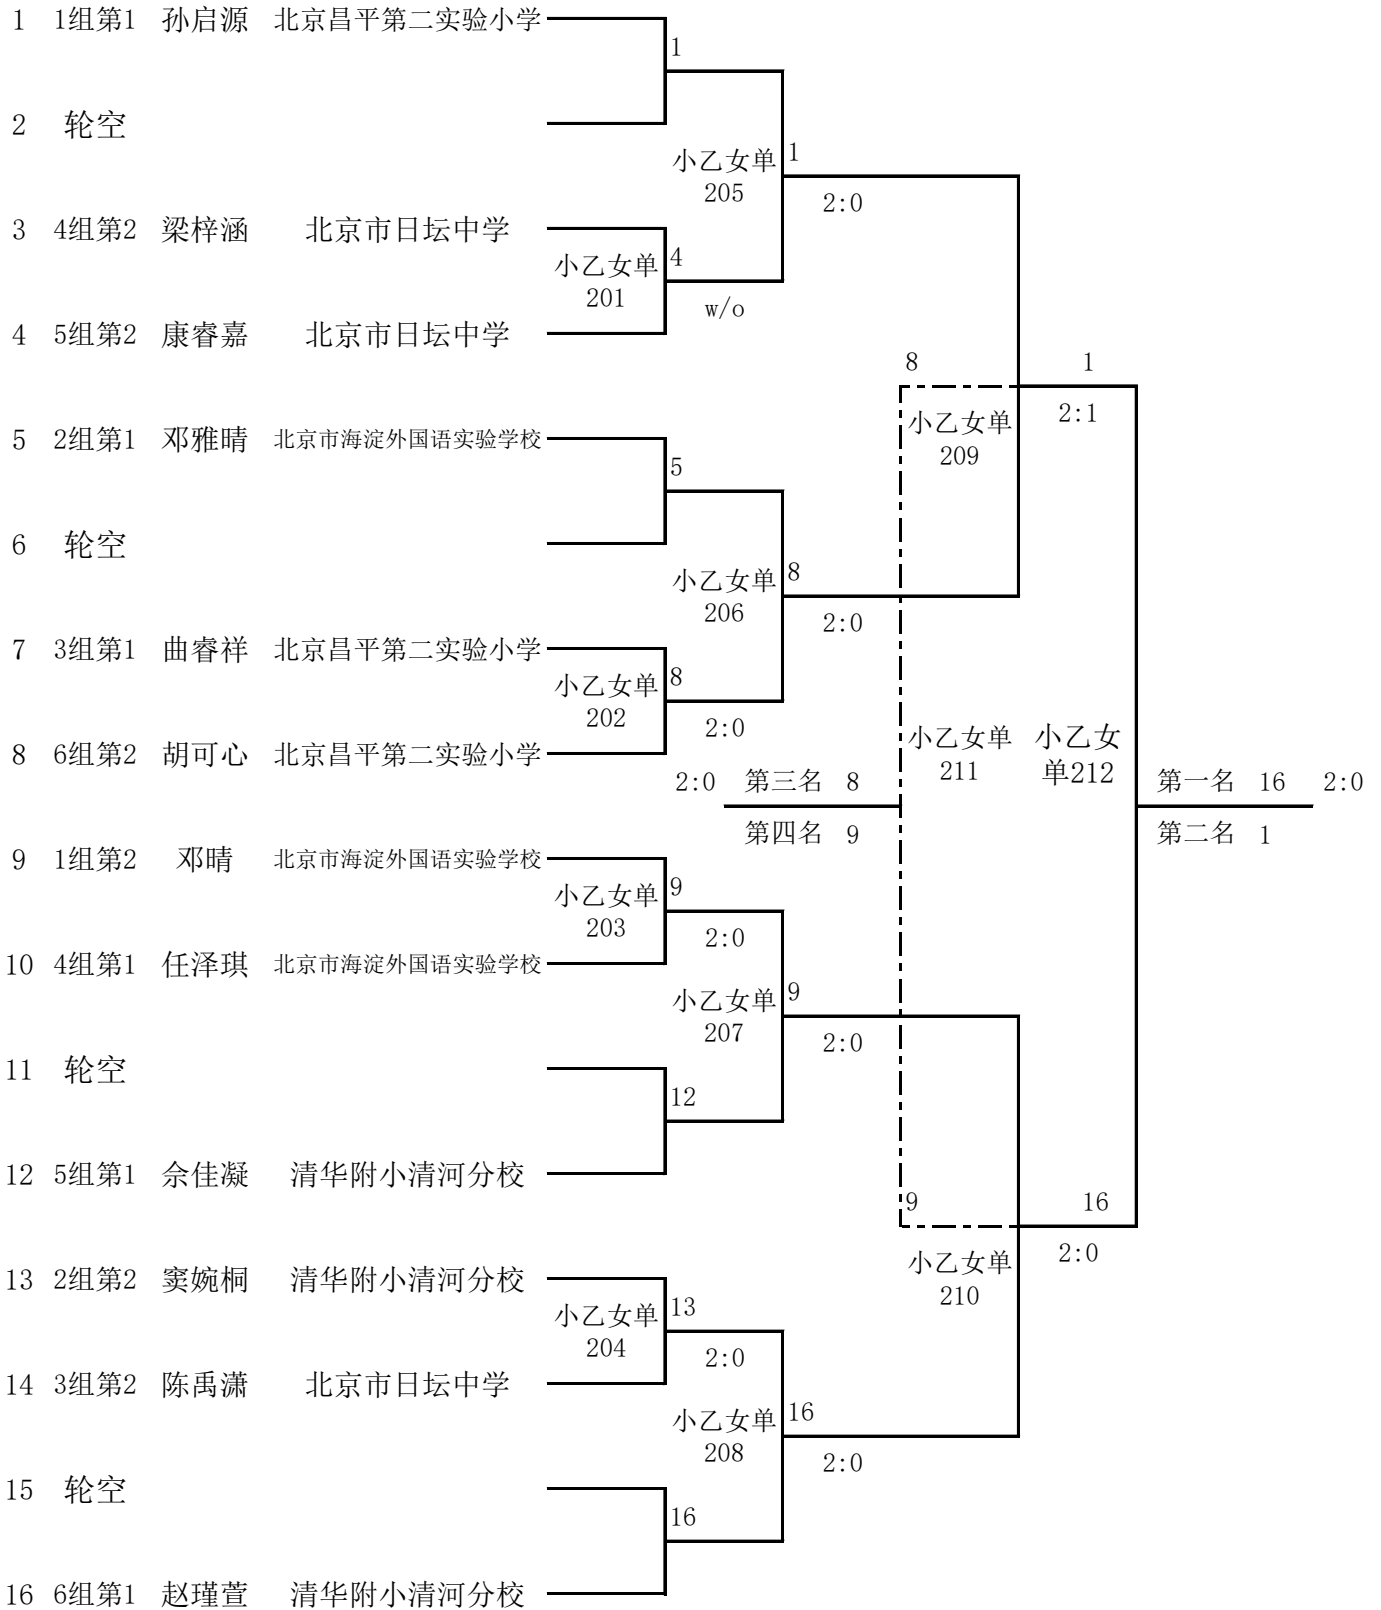 1 1组第1 孙启源 北京昌平第二实验小学
1
2 轮空
小乙女单 1
205
2:0
3 4组第2 梁梓涵 北京市日坛中学
小乙女单 4
201
w/o
4 5组第2 康睿嘉 北京市日坛中学
8 1
2:1
小乙女单
209
5 2组第1 邓雅晴 北京市海淀外国语实验学校
5
6 轮空
小乙女单 8
206
2:0
7 3组第1 曲睿祥 北京昌平第二实验小学
小乙女单 8
202
2:0
8 6组第2 胡可心 北京昌平第二实验小学
小乙女单
211
小乙女
单212
2:0 第三名 8
第四名 9
第一名 16 2:0
第二名 1
9 1组第2 邓晴 北京市海淀外国语实验学校
小乙女单 9
203
2:0
10 4组第1 任泽琪 北京市海淀外国语实验学校
小乙女单 9
207
2:0
11 轮空
12
12 5组第1 佘佳凝 清华附小清河分校
9 16
2:0
小乙女单
210
13 2组第2 窦婉桐 清华附小清河分校
小乙女单 13
204
2:0
14 3组第2 陈禹潇 北京市日坛中学
小乙女单 16
208
2:0
15 轮空
16
16 6组第1 赵瑾萱 清华附小清河分校